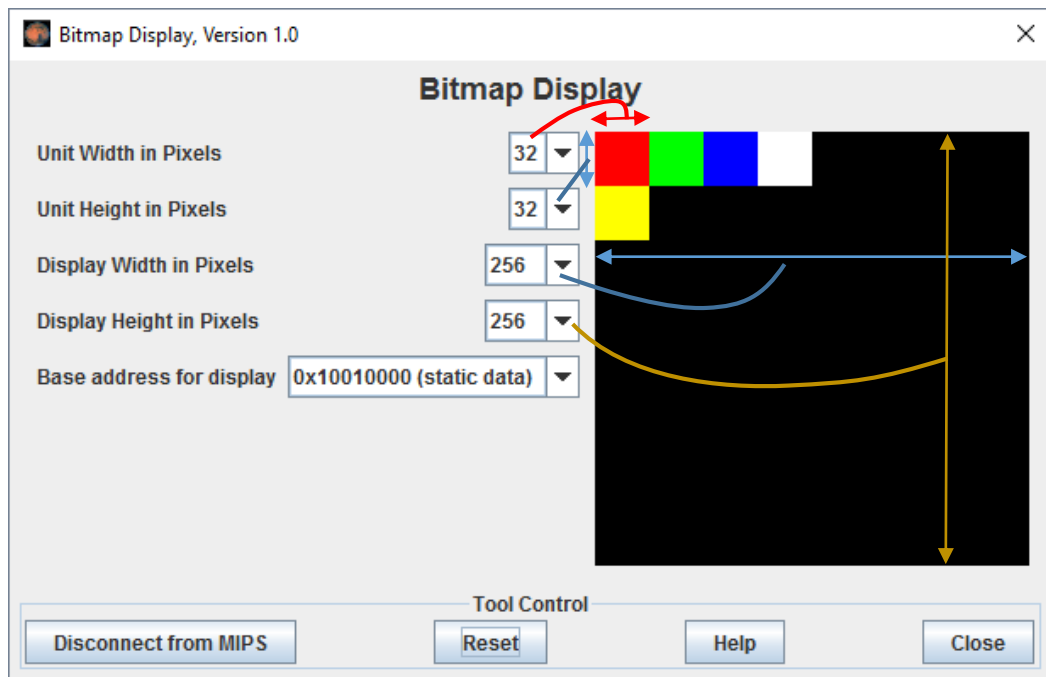 Bitmap Display, Version 1.0
Bitmap Display
Unit Width in Pixels 32
Unit Height in Pixels 32
Display Width in Pixels 256
Display Height in Pixels 256
Base address for display 0x10010000 (static data)
Tool Control
Disconnect from MIPS Reset Help Close